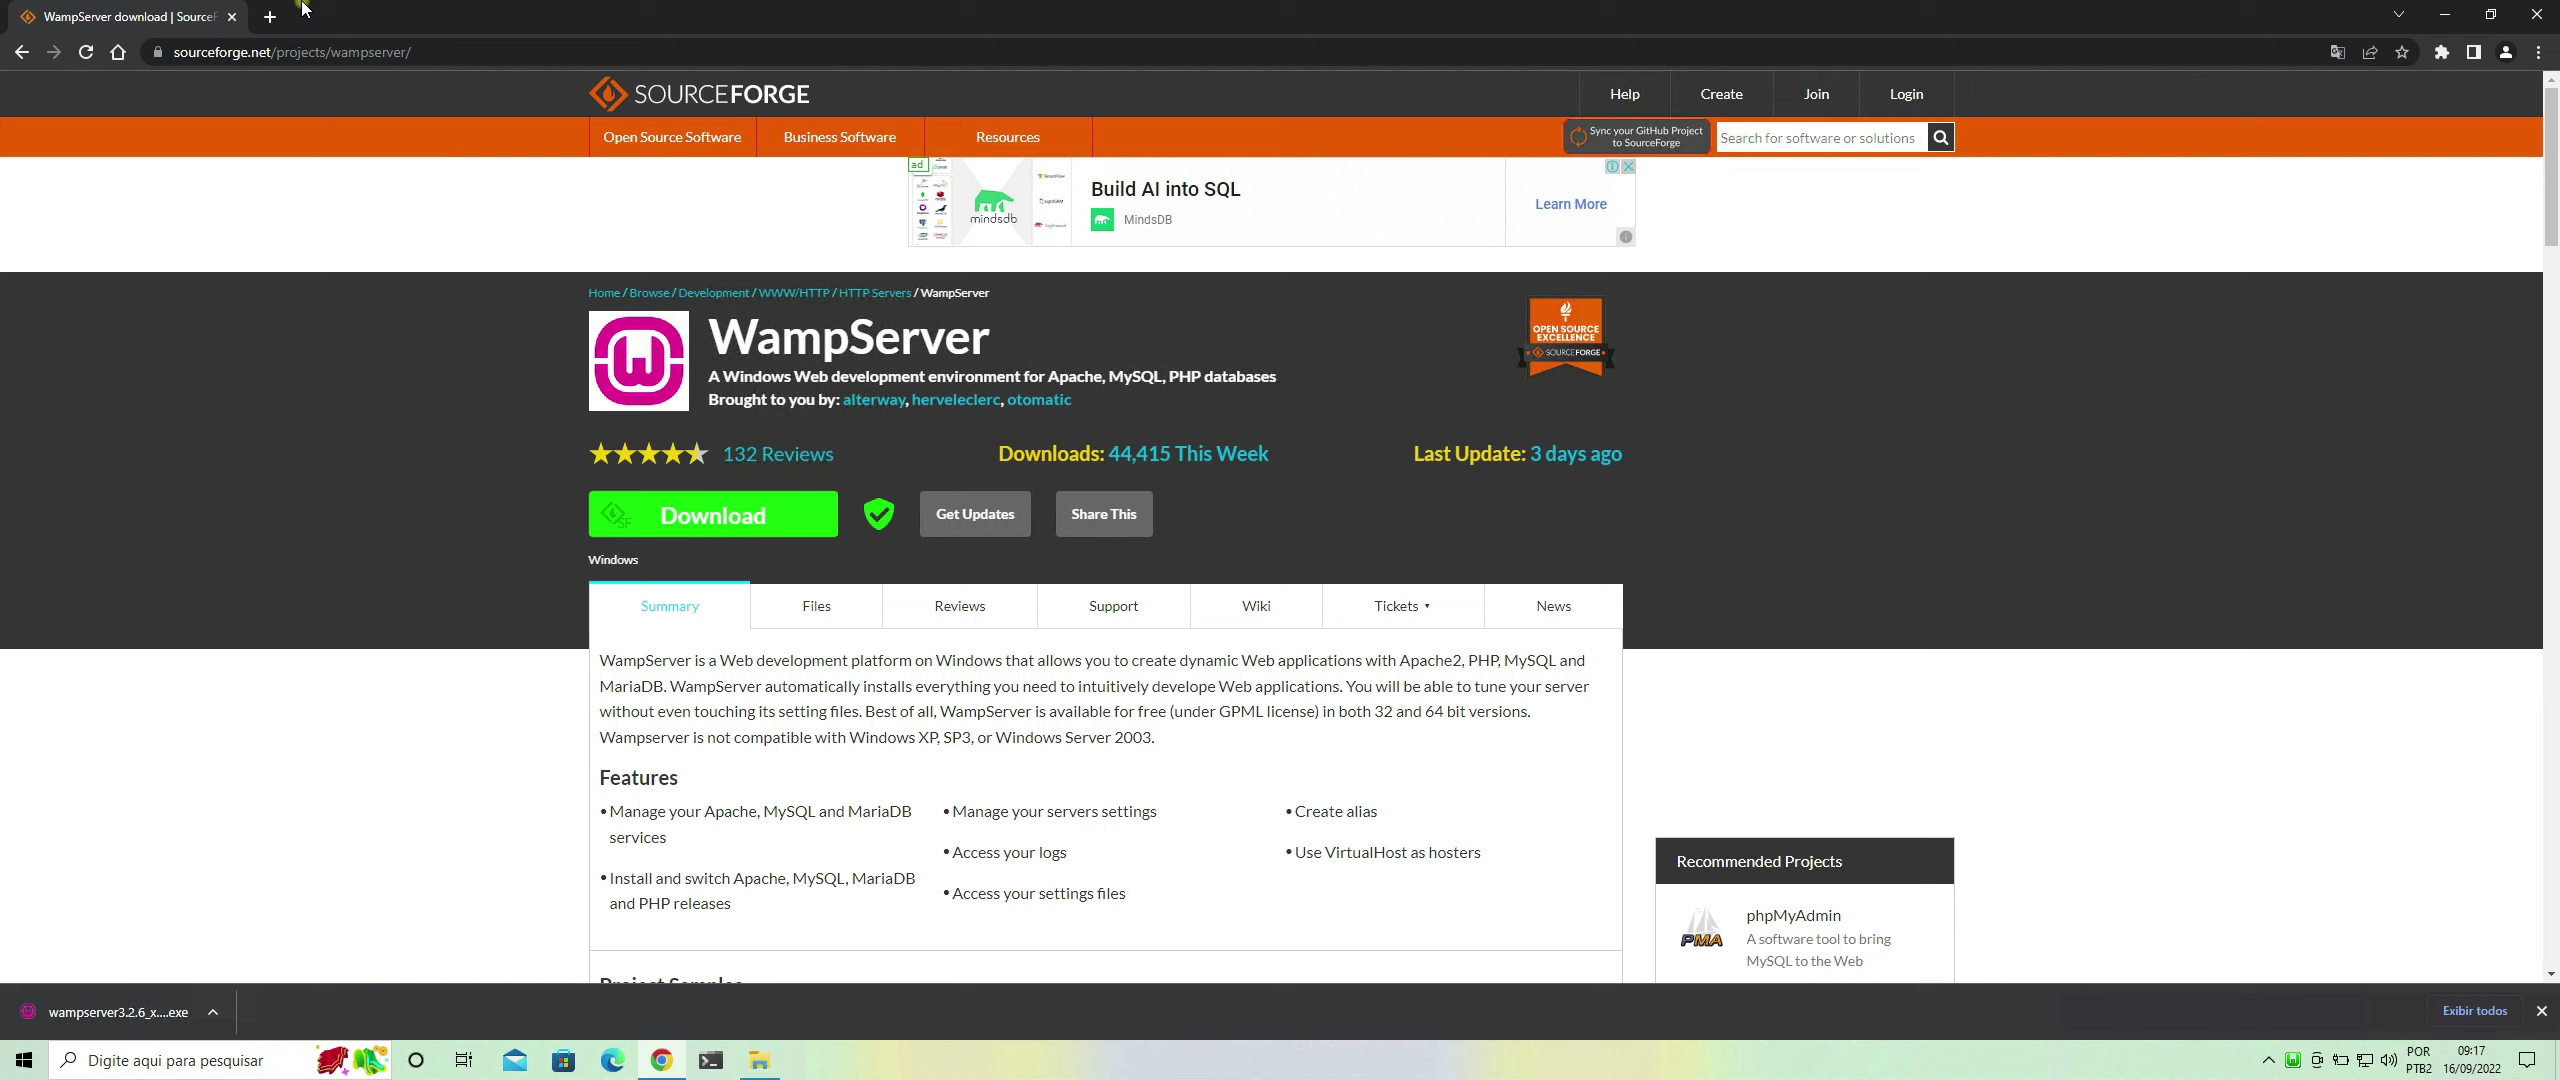 WampServer download | SourceF
sourceforge.net/projects/wampserver/
SOURCEFORGE
Help
Create
Join
Login
Open Source Software
Business Software
Resources
Sync your GitHub Project
to SourceForge
Search for software or solutions
ad
mindsdb
Build AI into SQL
MindsDB
Learn More
Home / Browse / Development / WWW/HTTP / HTTP Servers / WampServer
WampServer
A Windows Web development environment for Apache, MySQL, PHP databases
Brought to you by: alterway, herveleclerc, otomatic
OPEN SOURCE
EXCELLENCE
SOURCEFORGE
132 Reviews
Downloads: 44,415 This Week
Last Update: 3 days ago
SF
Download
Get Updates
Share This
Windows
Summary
Files
Reviews
Support
Wiki
Tickets
News
WampServer is a Web development platform on Windows that allows you to create dynamic Web applications with Apache2, PHP, MySQL and
MariaDB. WampServer automatically installs everything you need to intuitively develope Web applications. You will be able to tune your server
without even touching its setting files. Best of all, WampServer is available for free (under GPML license) in both 32 and 64 bit versions.
Wampserver is not compatible with Windows XP, SP3, or Windows Server 2003.
Features
• Manage your Apache, MySQL and MariaDB
services
• Install and switch Apache, MySQL, MariaDB
and PHP releases
• Manage your servers settings
• Access your logs
• Access your settings files
• Create alias
• Use VirtualHost as hosters
Recommended Projects
PMA
phpMyAdmin
A software tool to bring
MySQL to the Web
Project Samples
wampserver3.2.6_x....exe
Exibir todos
Digite aqui para pesquisar
POR
PTB2
09:17
16/09/2022